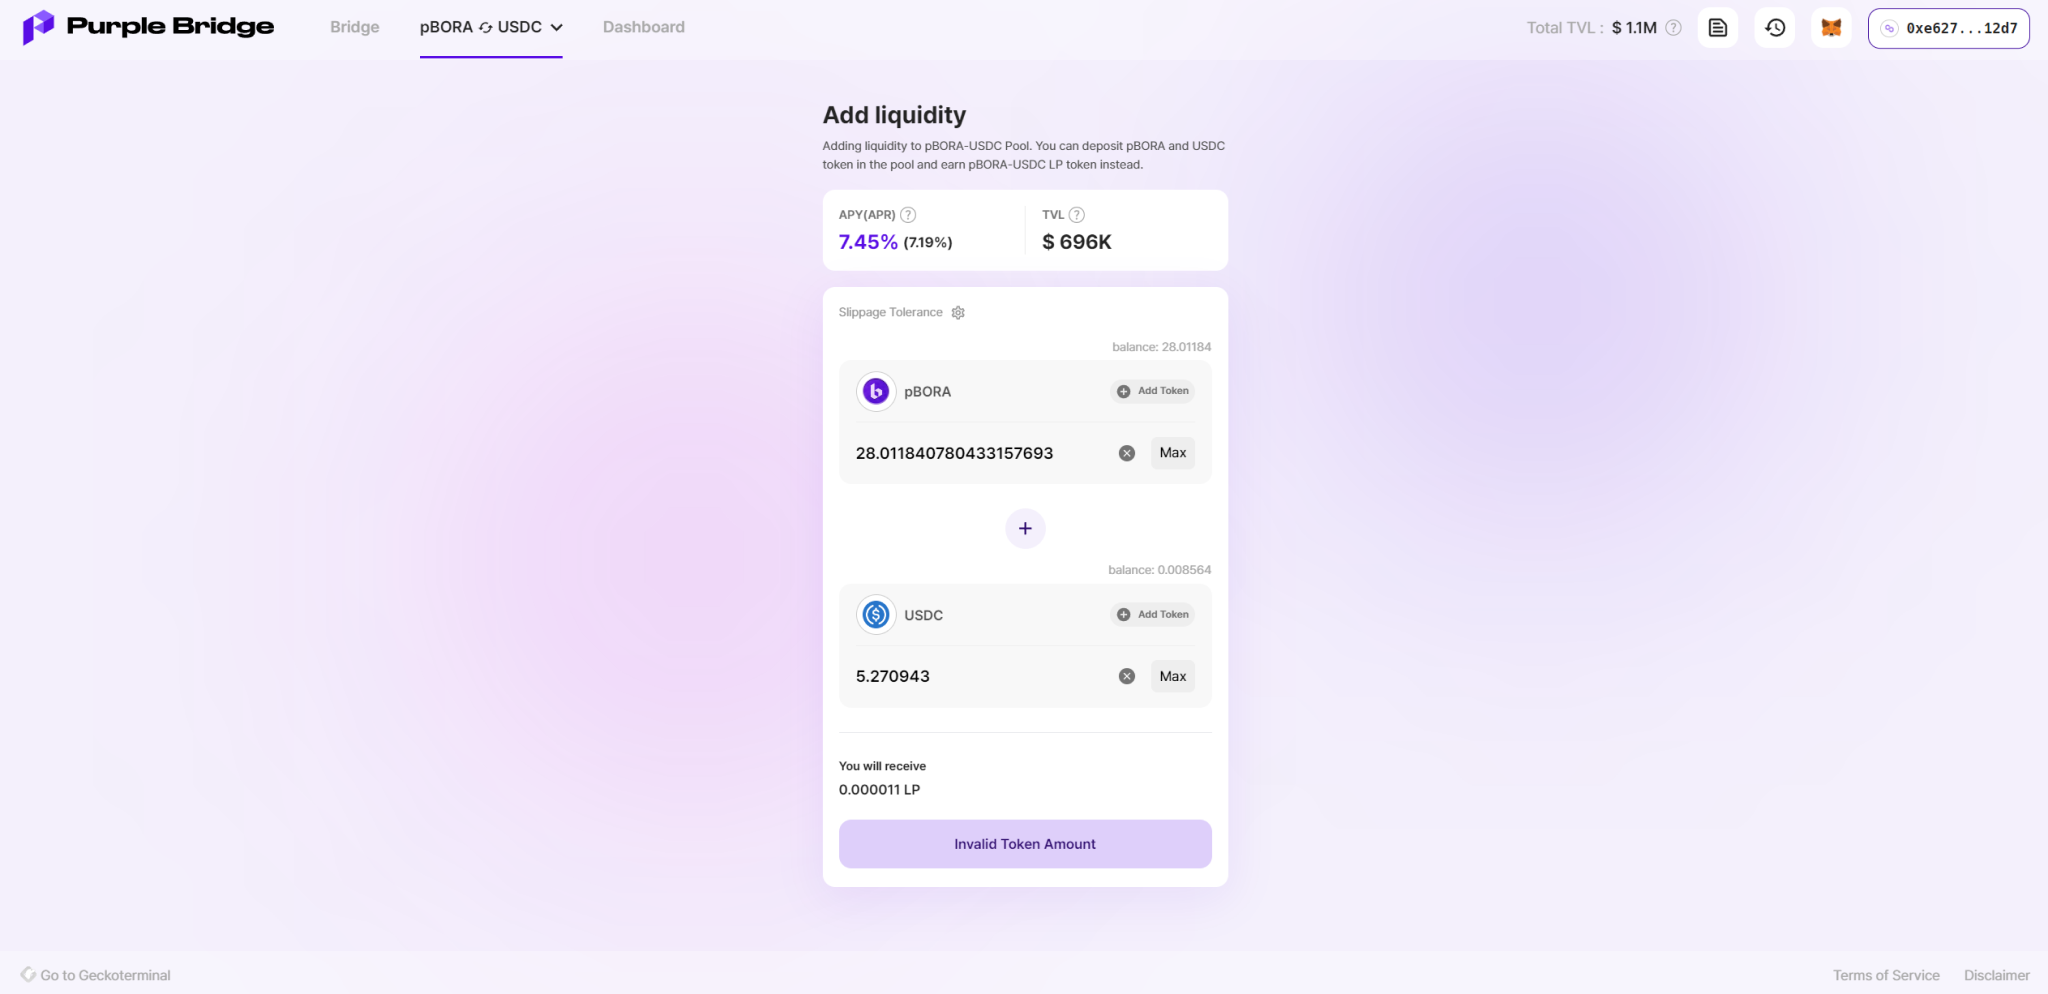 Purple Bridge
Bridge
pBORA USDC
Dashboard
Total TVL : $ 1.1M ?
0xe627...12d7
Add liquidity
Adding liquidity to pBORA-USDC Pool. You can deposit pBORA and USDC
token in the pool and earn pBORA-USDC LP token instead.
APY(APR) ?
7.45% (7.19%)
TVL ?
$ 696K
Slippage Tolerance
balance: 28.01184
pBORA
Add Token
28.011840780433157693
Max
+
balance: 0.008564
USDC
Add Token
5.270943
Max
You will receive
0.000011 LP
Invalid Token Amount
Go to Geckoterminal
Terms of Service
Disclaimer